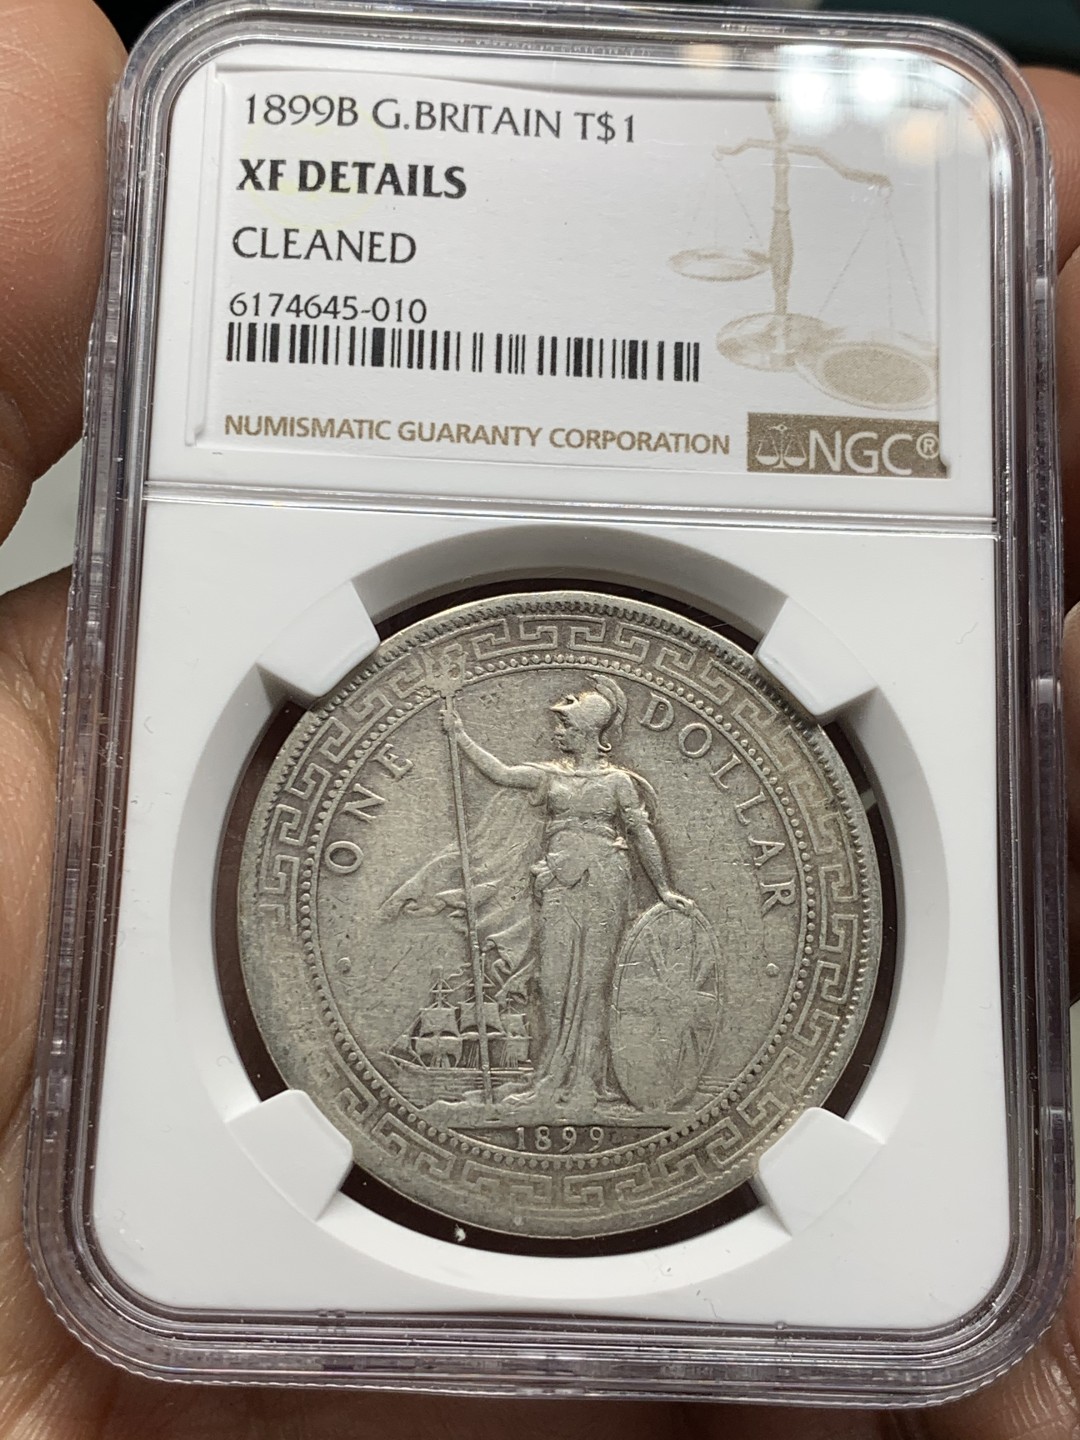 1899B G.BRITAIN T$1
XF DETAILS
CLEANED
6174645-010
NUMISMATIC GUARANTY CORPORATION
NGC®
ONE DOLLAR
1899